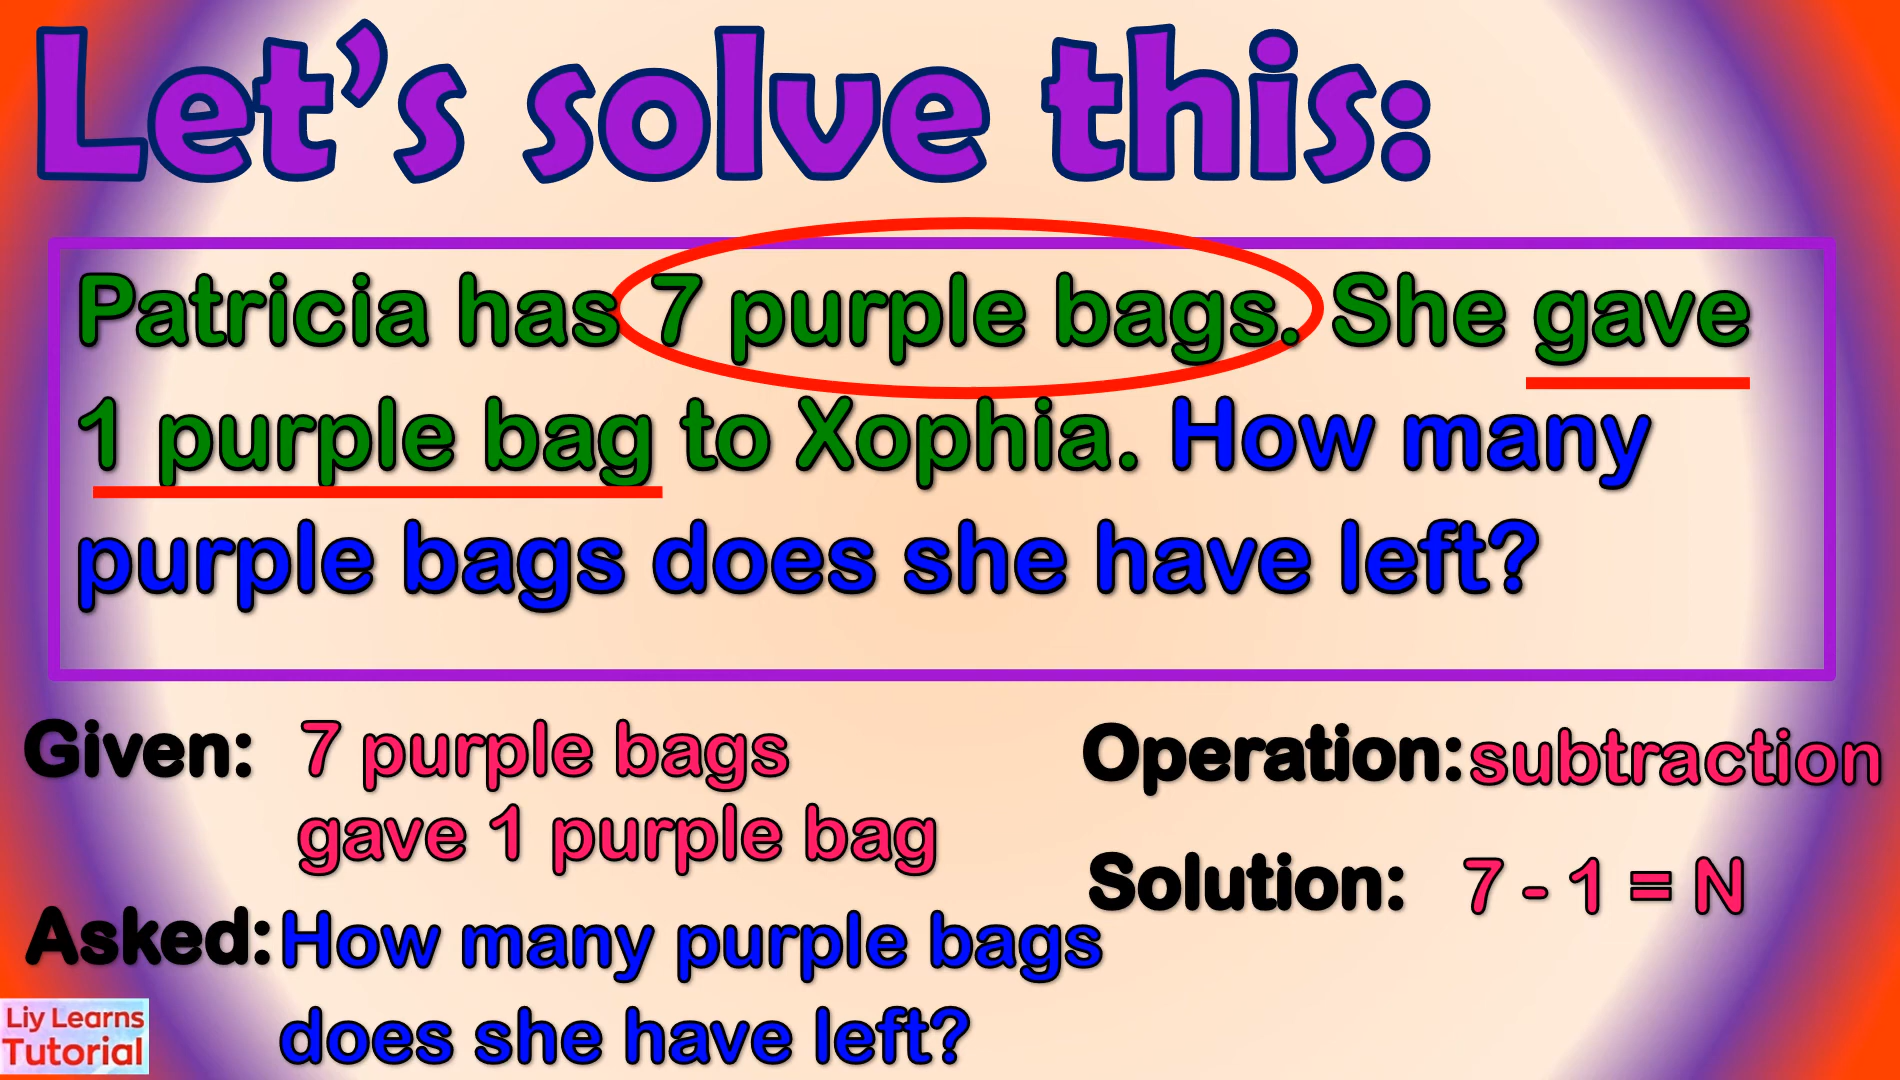 Let's solve this:
Patricia has 7 purple bags. She gave
1 purple bag to Xophia. How many
purple bags does she have left?
Given: 7 purple bags
gave 1 purple bag
Asked: How many purple bags
does she have left?
Operation: subtraction
Solution: 7 - 1 = N
Liy Learns
Tutorial